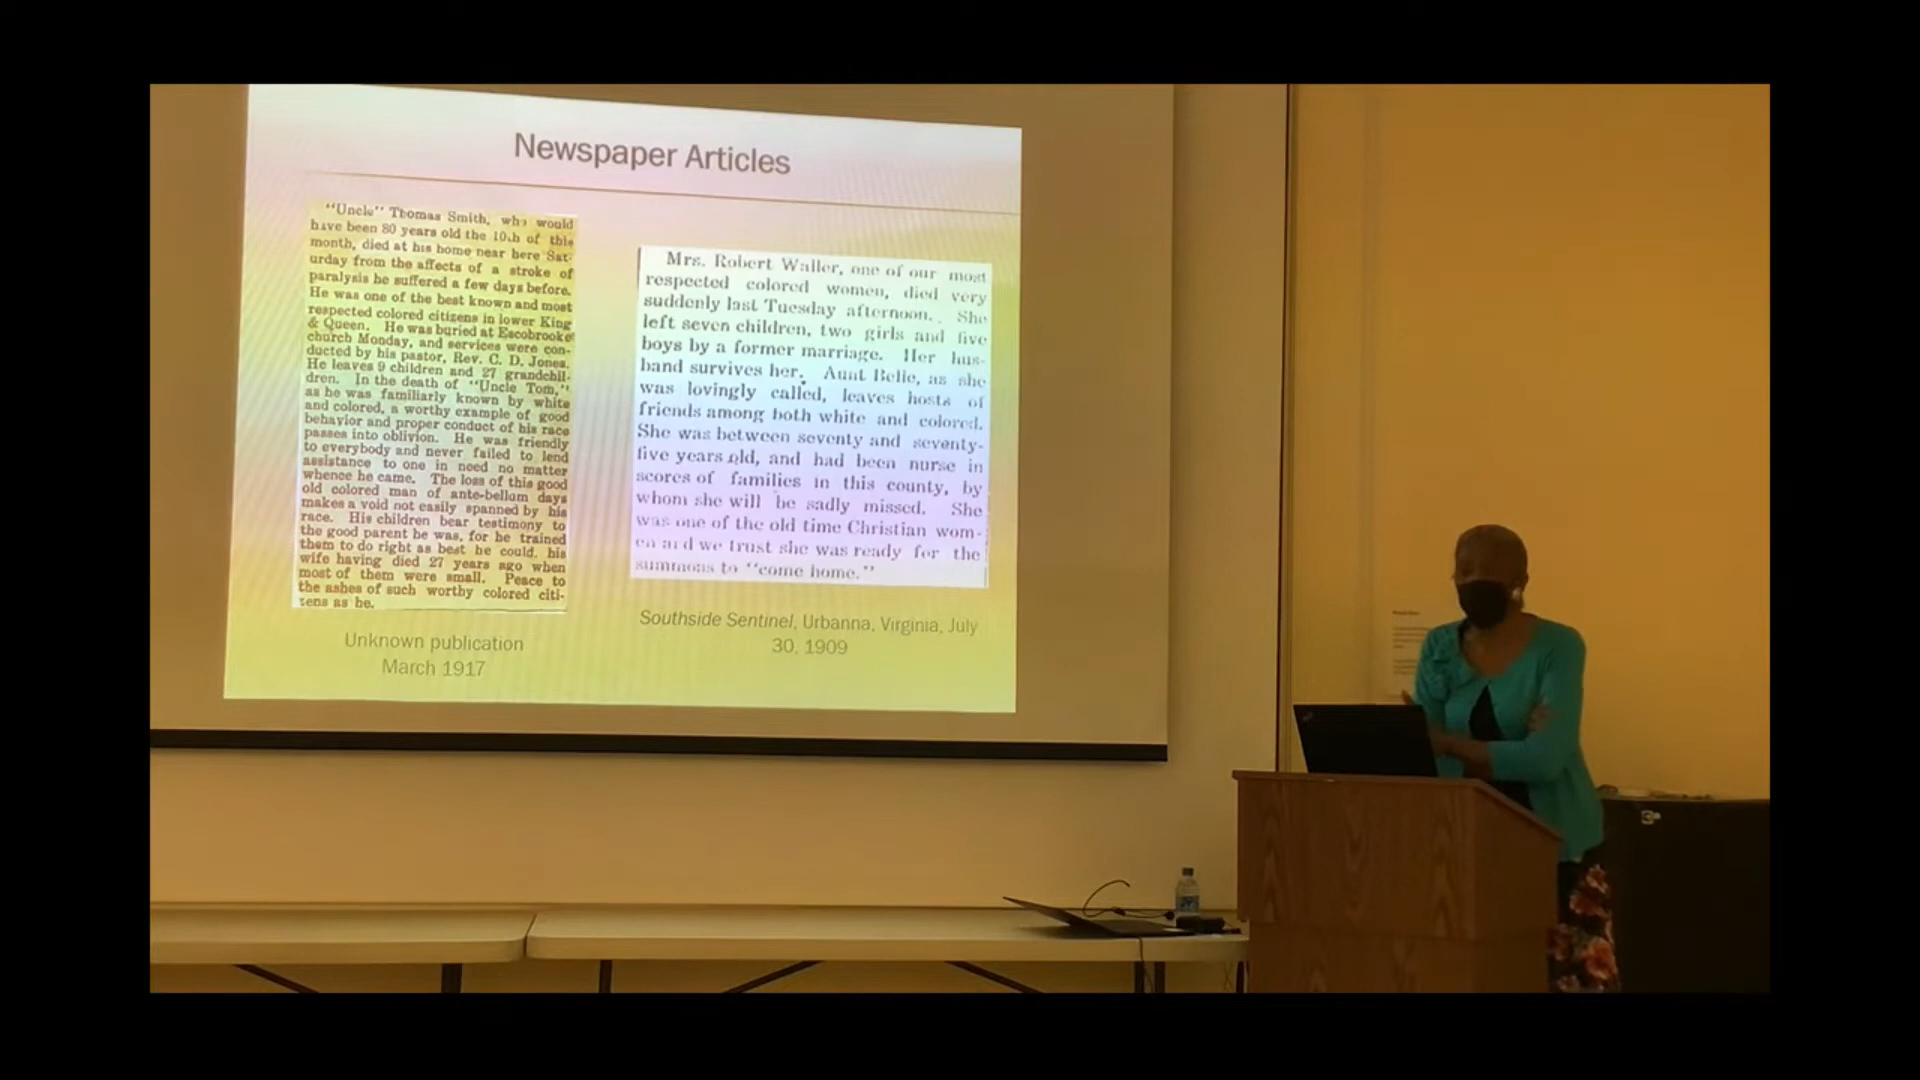 Newspaper Articles
"Uncle" Thomas Smith, who would
have been 80 years old the 10th of this
month, died at his home near here Sat-
urday from the affects of a stroke of
paralysis he suffered a few days before.
He was one of the best known and most
respected colored citizens in lower King
& Queen. He was buried at Escobrooke
church Monday, and services were con-
ducted by his pastor, Rev. C. D. Jones.
He leaves 9 children and 27 grandchil-
dren. In the death of "Uncle Tom,"
as he was familiarly known by white
and colored, a worthy example of good
behavior and proper conduct of his race
passes into oblivion. He was friendly
to everybody and never failed to lend
assistance to one in need no matter
whence he came. The loss of this good
old colored man of ante-bellum days
makes a void not easily spanned by his
race. His children bear testimony to
the good parent he was, for he trained
them to do right as best he could, his
wife having died 27 years ago when
most of them were small. Peace to
the ashes of such worthy colored citi-
zens as he.
Unknown publication
March 1917
Mrs. Robert Waller, one of our most
respected colored women, died very
suddenly last Tuesday afternoon. She
left seven children, two girls and five
boys by a former marriage. Her hus-
band survives her. Aunt Belle, as she
was lovingly called, leaves hosts of
friends among both white and colored.
She was between seventy and seventy-
five years old, and had been nurse in
scores of families in this county, by
whom she will be sadly missed. She
was one of the old time Christian wom-
en and we trust she was ready for the
summons to "come home."
Southside Sentinel, Urbanna, Virginia, July
30, 1909